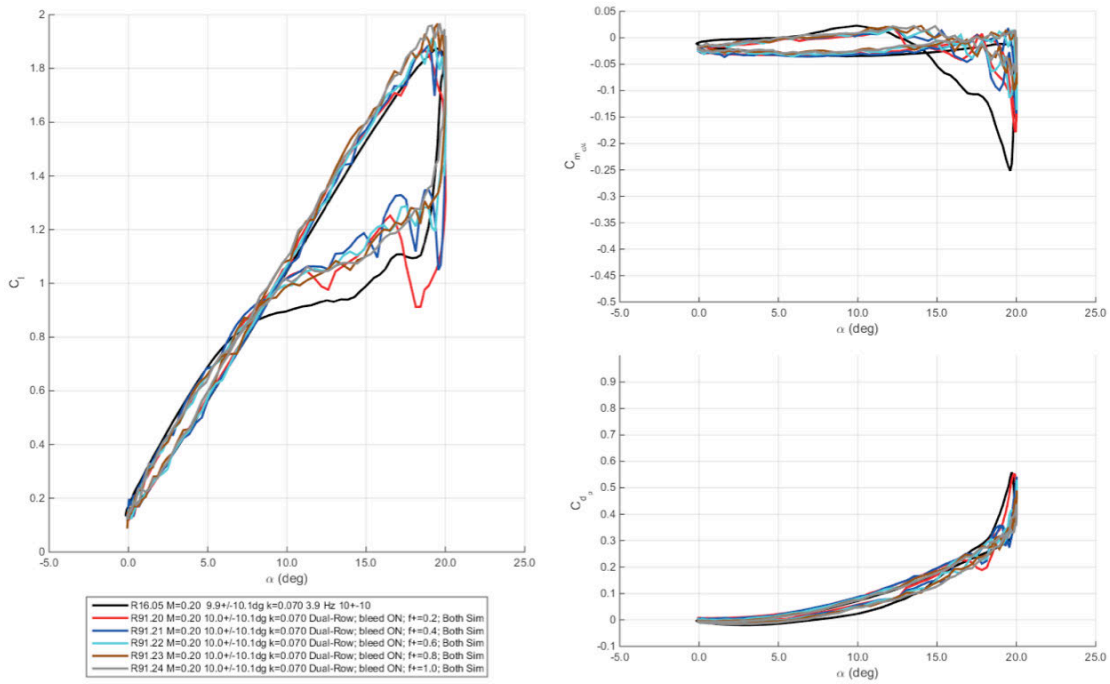 2
1.8
1.6
1.4
1.2
1
0.8
0.6
0.4
0.2
0
C_l
-5.0 0.0 5.0 10.0 15.0 20.0 25.0
α (deg)
0.05
0
-0.05
-0.1
-0.15
-0.2
-0.25
-0.3
-0.35
-0.4
-0.45
-0.5
-5.0 0.0 5.0 10.0 15.0 20.0 25.0
α (deg)
0.9
0.8
0.7
0.6
0.5
0.4
0.3
0.2
0.1
0
-0.1
-5.0 0.0 5.0 10.0 15.0 20.0 25.0
α (deg)
R16.05 M=0.20 9.9+/-10.1dg k=0.070 3.9 Hz 10+-10
R91.20 M=0.20 10.0+/-10.1dg k=0.070 Dual-Row; bleed ON; f+=0.2; Both Sim
R91.21 M=0.20 10.0+/-10.1dg k=0.070 Dual-Row; bleed ON; f+=0.4; Both Sim
R91.22 M=0.20 10.0+/-10.1dg k=0.070 Dual-Row; bleed ON; f+=0.6; Both Sim
R91.23 M=0.20 10.0+/-10.1dg k=0.070 Dual-Row; bleed ON; f+=0.8; Both Sim
R91.24 M=0.20 10.0+/-10.1dg k=0.070 Dual-Row; bleed ON; f+=1.0; Both Sim